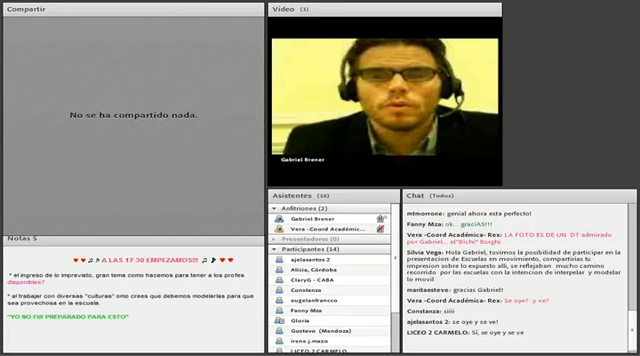 Compartir
No se ha compartido nada.
Notas 5
A LAS 17.30 EMPEZAMOS!!!
* el ingreso de lo imprevisto, gran tema como hacemos para tener a los profes
disponibles?
* al trabajar con diversas "culturas" omo crees que debemos modelarlas para que
sea provechosa en la escuela.
"YO NO FUI PREPARADO PARA ESTO"
Vídeo (1)
Gabriel Brener
Asistentes (16)
Anfitriones (2)
Gabriel Brener
Vera -Coord Académic...
Presentadores (0)
Participantes (14)
ajelasantos 2
Alicia, Córdoba
ClaryG - CABA
Constanza
eugelanfrancco
Fanny Mza
Gloria
Gustavo (Mendoza)
irene.j.mazo
LICEO 2 CARMELO
Chat (Todos)
mtmorrone: genial ahora esta perfecto!
Fanny Mza: ok... graciAS!!!
Vera -Coord Académica- Rex: LA FOTO ES DE UN DT admirado
por Gabriel... el"Bichi" Borghi
Silvia Vega: Hola Gabriel, tuvimos la posibilidad de participar en la
presentacion de Escuelas en movimiento, compartirias tu
impresion sobre lo expuesto alli, se reflejaban mucho camino
recorrido por las escuelas con la intencion de interpelar y modelar
lo movil
maritaesteve: gracias Gabriel!
Vera -Coord Académica- Rex: Se oye? y ve?
Constanza: siiii
ajelasantos 2: se oye y se ve!
LICEO 2 CARMELO: Sí, se oye y se ve